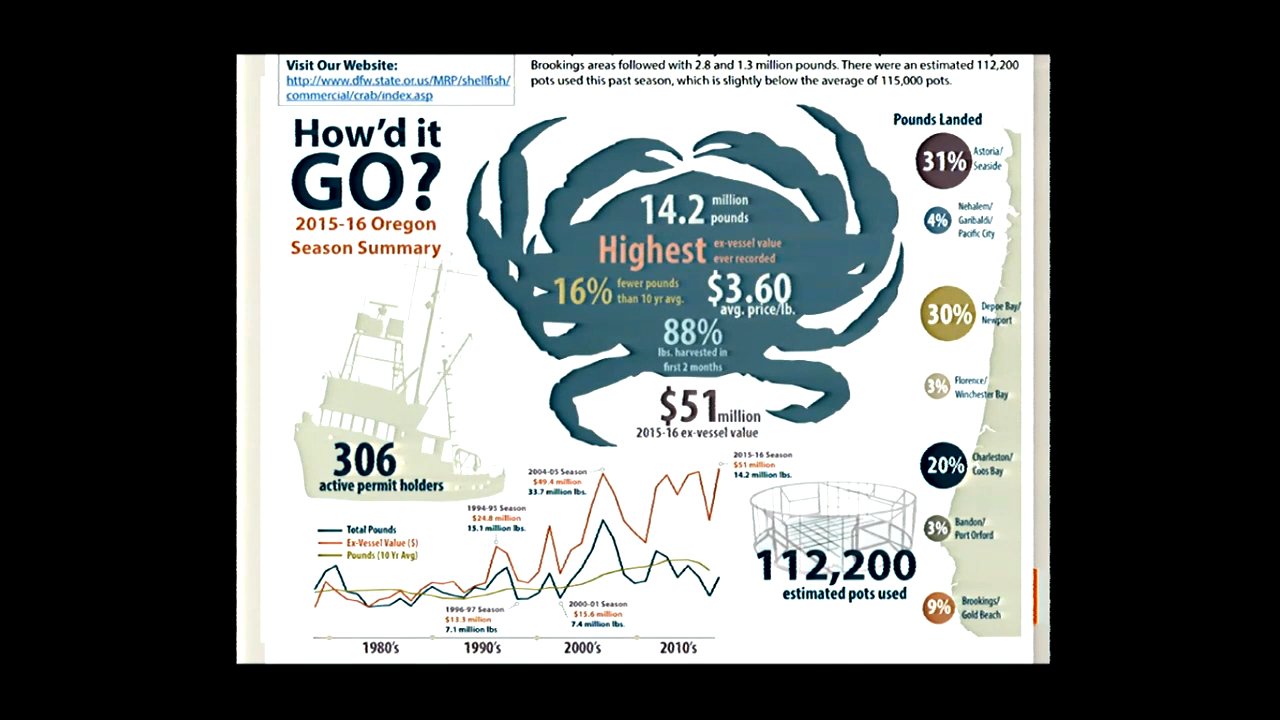 Visit Our Website:
http://www.dfw.state.or.us/MRP/shellfish/
commercial/crab/index.asp
Brookings areas followed with 2.8 and 1.3 million pounds. There were an estimated 112,200
pots used this past season, which is slightly below the average of 115,000 pots.
How'd it
GO?
2015-16 Oregon
Season Summary
14.2 million
pounds
Highest ex-vessel value
ever recorded
16% fewer pounds
than 10 yr avg.
$3.60
avg. price/lb.
88%
lbs. harvested in
first 2 months
$51 million
2015-16 ex-vessel value
306
active permit holders
Total Pounds
Ex-Vessel Value ($)
Pounds (10 Yr Avg)
1994-95 Season
$24.8 million
15.1 million lbs.
2004-05 Season
$49.4 million
33.7 million lbs.
2015-16 Season
$51 million
14.2 million lbs.
1996-97 Season
$13.3 million
7.1 million lbs
2000-01 Season
$15.6 million
7.4 million lbs.
1980's
1990's
2000's
2010's
112,200
estimated pots used
Pounds Landed
31% Astoria/
Seaside
4% Nehalem/
Garibaldi/
Pacific City
30% Depoe Bay/
Newport
3% Florence/
Winchester Bay
20% Charleston/
Coos Bay
3% Bandon/
Port Orford
9% Brookings/
Gold Beach